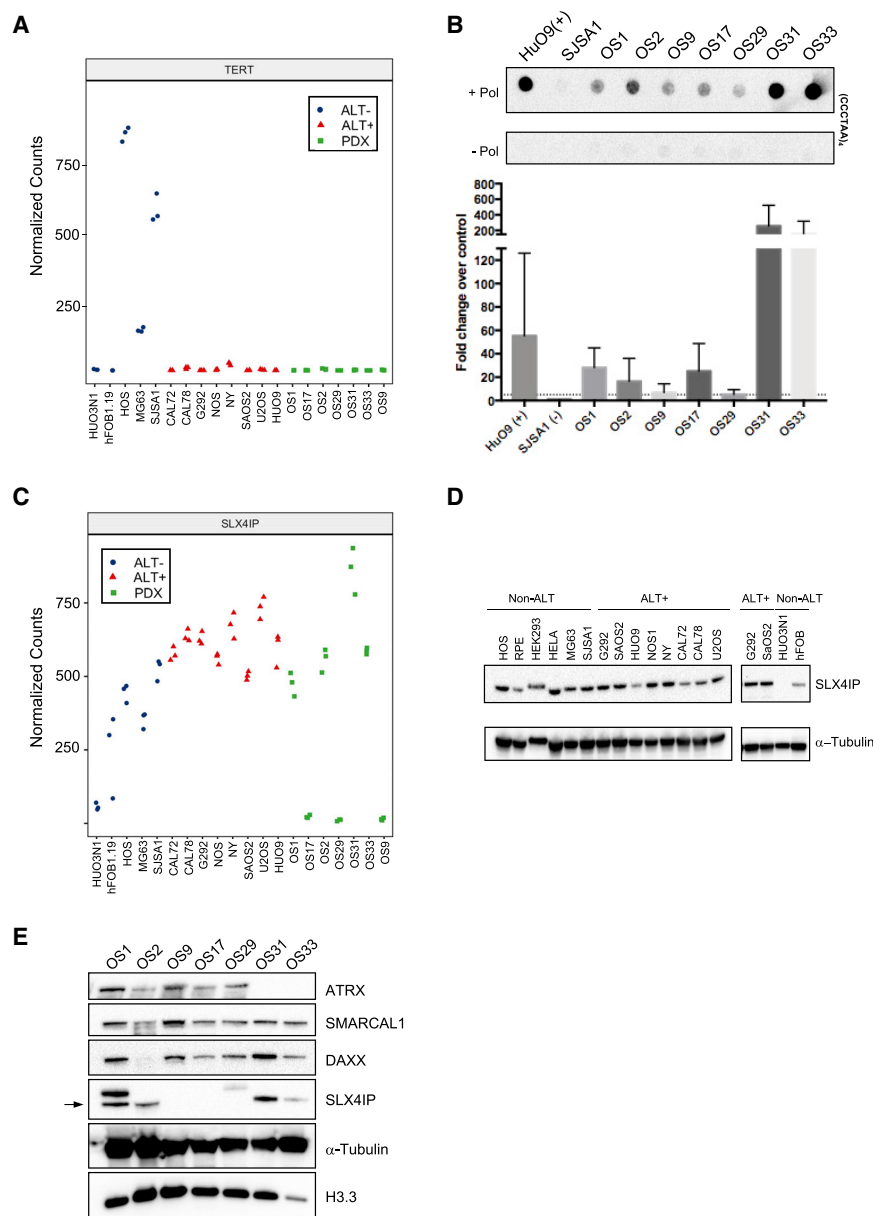 A
TERT
ALT-
ALT+
PDX
Normalized Counts
750
500
250
HUO3N1
hFOB1.19
HOS
MG63
SJSA1
CAL72
CAL78
G292
NOS
NY
SAOS2
U2OS
HUO9
OS1
OS17
OS2
OS29
OS31
OS33
OS9
B
HuO9(+)
SJSA1
OS1
OS2
OS9
OS17
OS29
OS31
OS33
+ Pol
- Pol
(CCCTAA)4
Fold change over control
800
600
400
200
120
100
80
60
40
20
0
HuO9 (+)
SJSA1 (-)
OS1
OS2
OS9
OS17
OS29
OS31
OS33
C
SLX4IP
ALT-
ALT+
PDX
Normalized Counts
750
500
250
HUO3N1
hFOB1.19
HOS
MG63
SJSA1
CAL72
CAL78
G292
NOS
NY
SAOS2
U2OS
HUO9
OS1
OS17
OS2
OS29
OS31
OS33
OS9
D
Non-ALT
ALT+
ALT+
Non-ALT
HOS
RPE
HEK293
HELA
MG63
SJSA1
G292
SAOS2
HUO9
NOS1
NY
CAL72
CAL78
U2OS
G292
SaOS2
HUO3N1
hFOB
SLX4IP
α-Tubulin
E
OS1
OS2
OS9
OS17
OS29
OS31
OS33
ATRX
SMARCAL1
DAXX
SLX4IP
α-Tubulin
H3.3